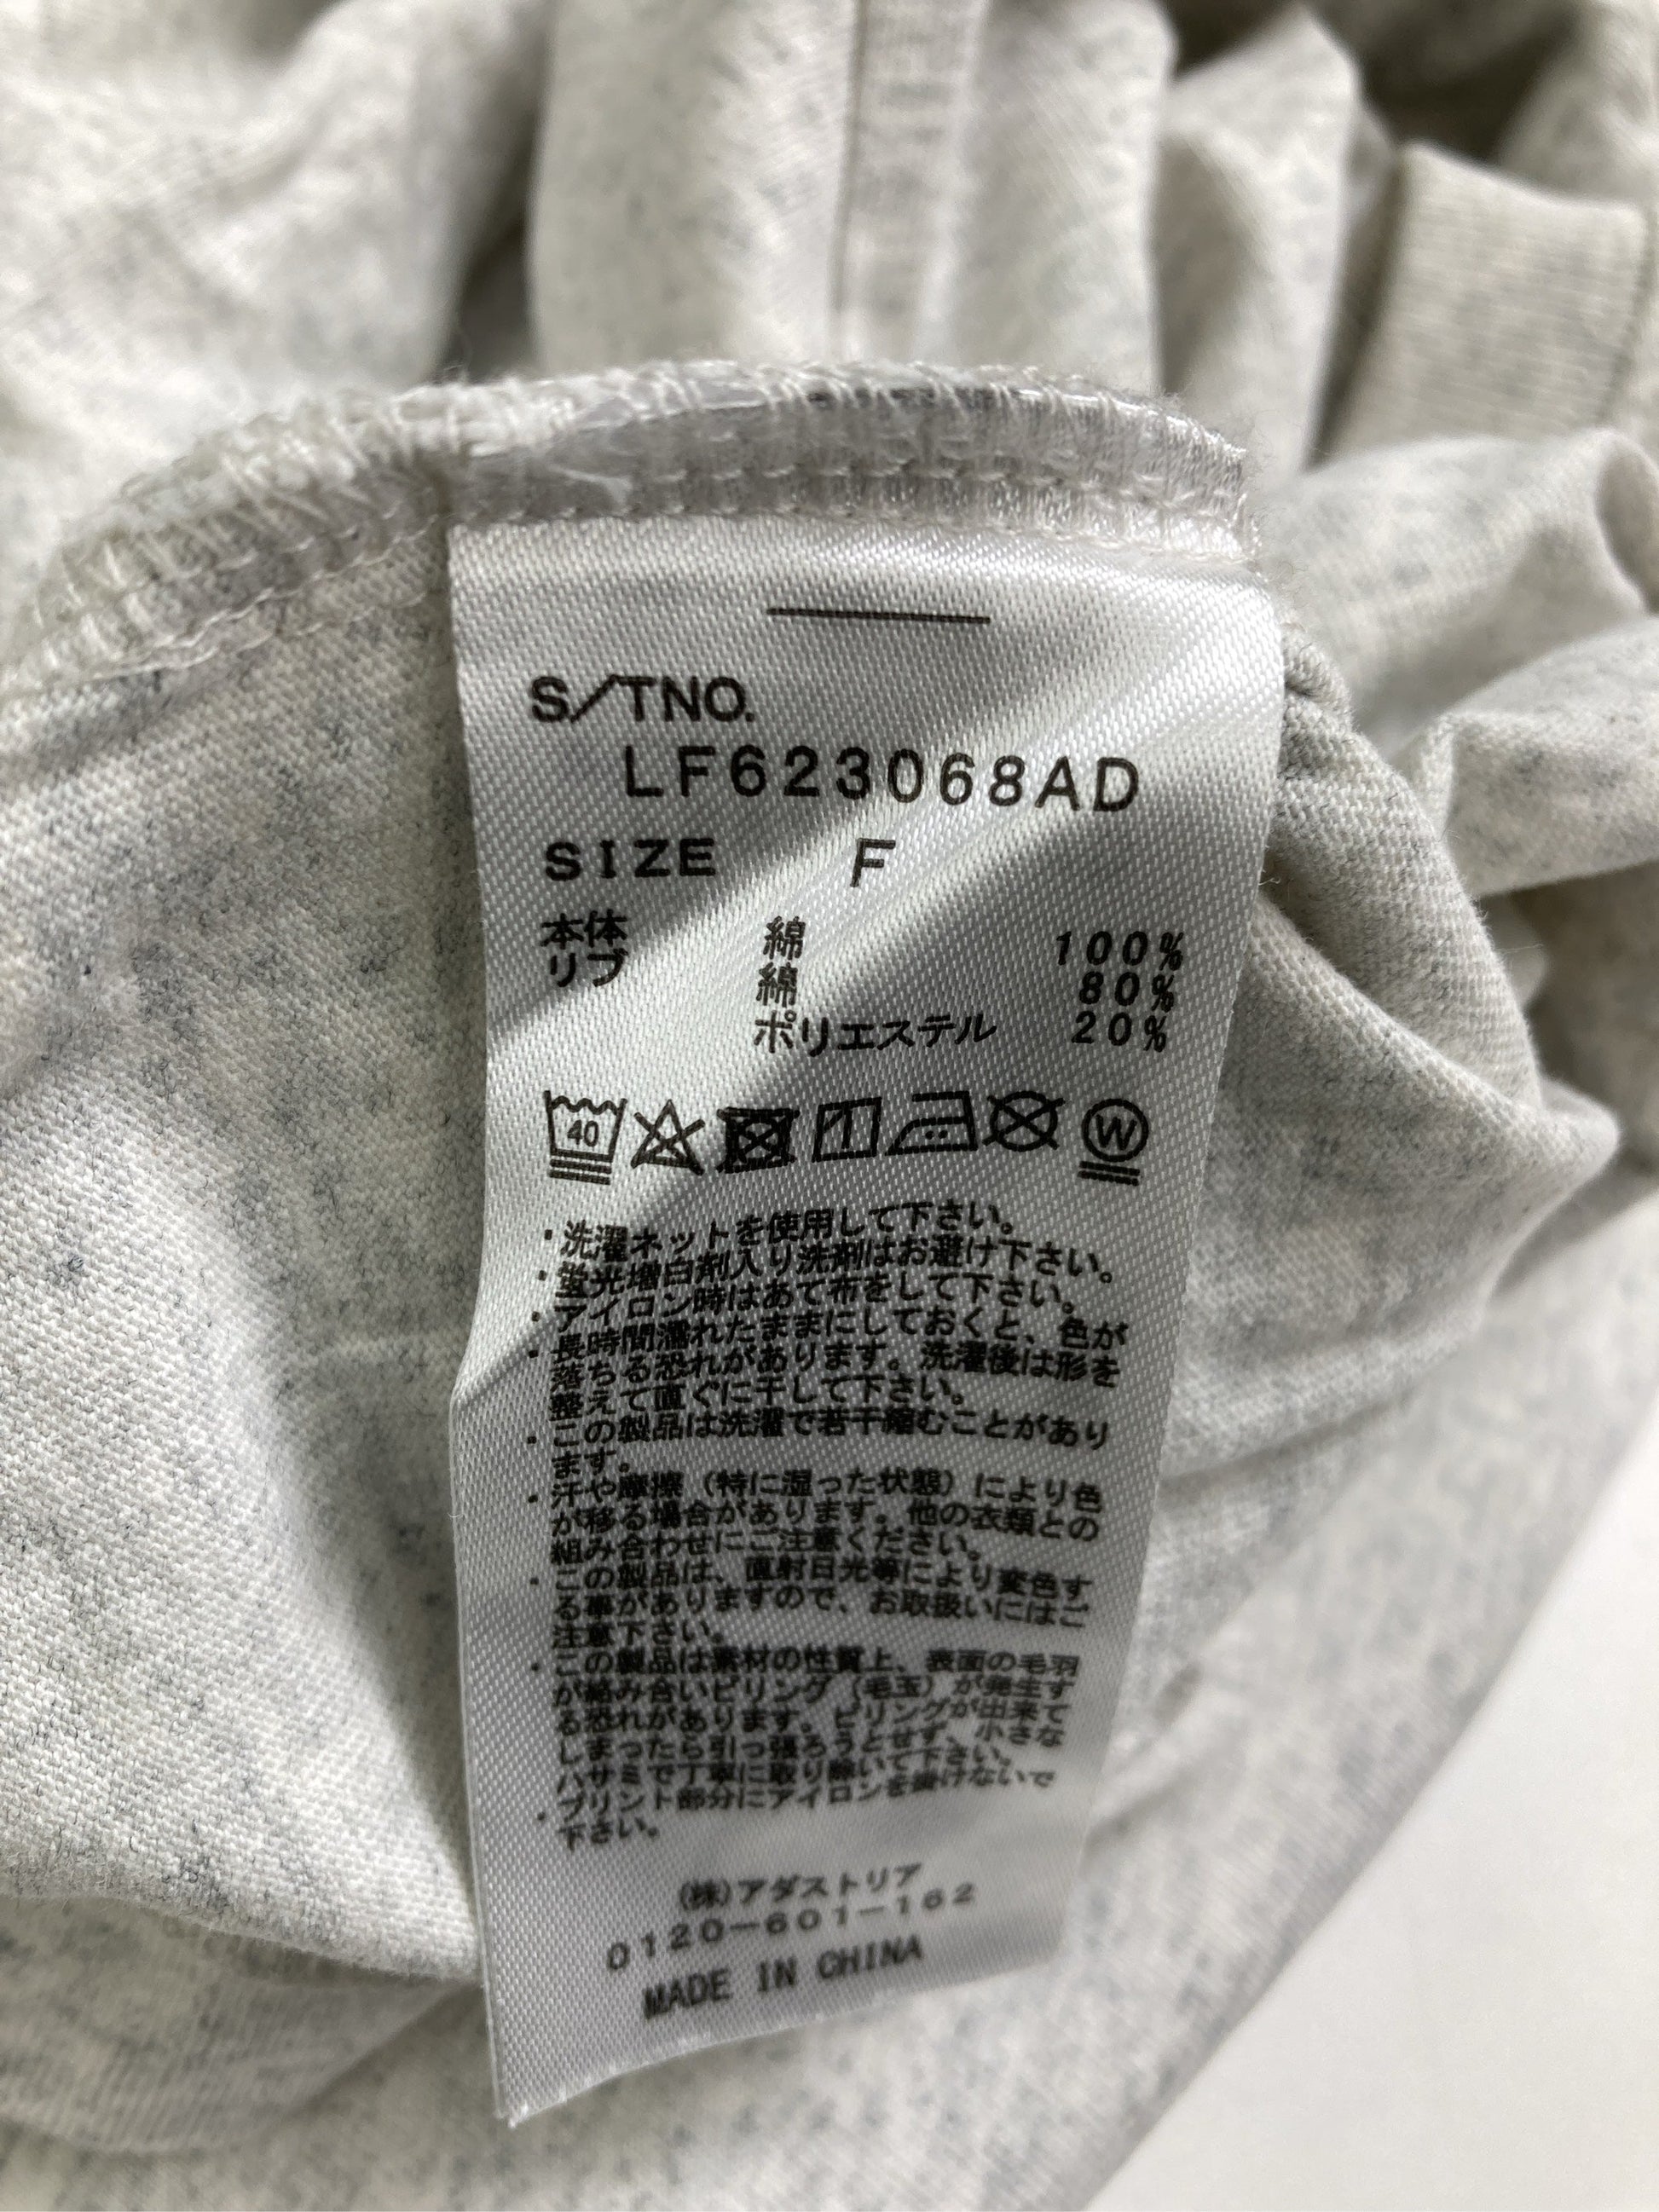 S/TNO.
LF623068AD
SIZE F
本体 綿 100%
リブ 綿 80%
ポリエステル 20%
40
W
・洗濯ネットを使用して下さい。
・蛍光増白剤入り洗剤はお避け下さい。
・アイロン時はあて布をして下さい。
・長時間濡れたままにしておくと、色が
落ちる恐れがあります。洗濯後は形を
整えて直ぐに干して下さい。
・この製品は洗濯で若干縮むことがあり
ます。
・汗や摩擦（特に湿った状態）により色
が移る場合があります。他の衣類との
組み合わせにご注意ください。
・この製品は、直射日光等により変色す
る事がありますので、お取扱いにはご
注意下さい。
・この製品は素材の性質上、表面の毛羽
が絡み合いピリング（毛玉）が発生す
る恐れがあります。ピリングが出来て
しまったら引っ張ろうとせず、小さな
ハサミで丁寧に取り除いて下さい。
・プリント部分にアイロンを掛けないで
下さい。
(株)アダストリア
0120-601-162
MADE IN CHINA